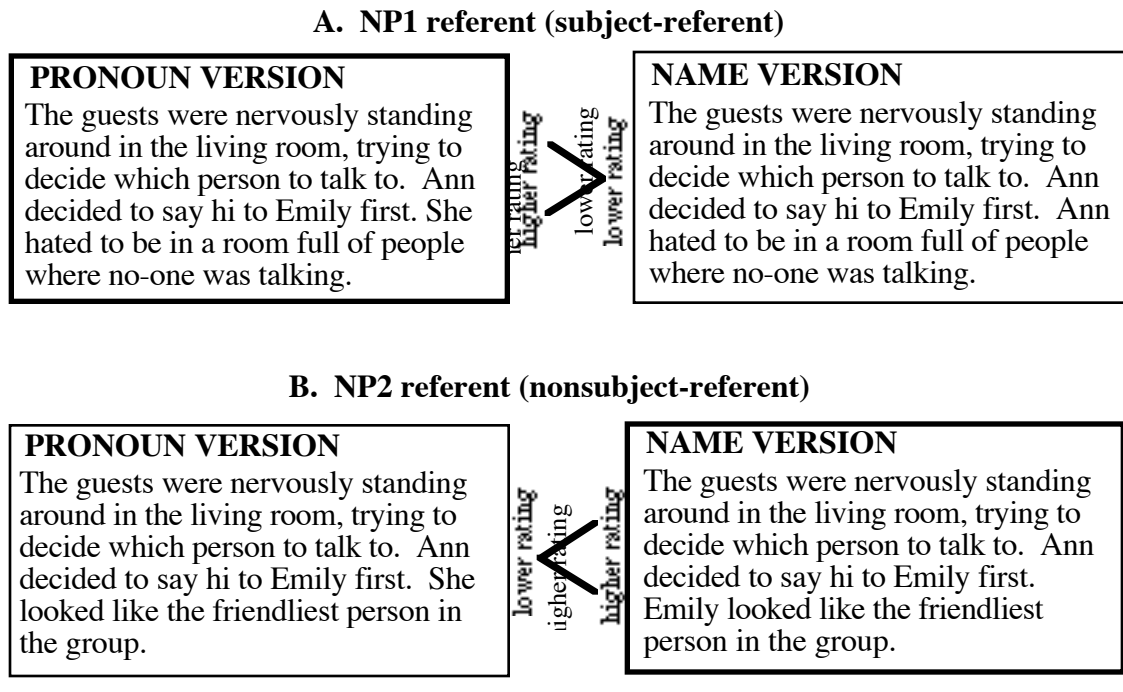 A. NP1 referent (subject-referent)
PRONOUN VERSION
The guests were nervously standing
around in the living room, trying to
decide which person to talk to. Ann
decided to say hi to Emily first. She
hated to be in a room full of people
where no-one was talking.
higher rating
lower rating
lower rating
NAME VERSION
The guests were nervously standing
around in the living room, trying to
decide which person to talk to. Ann
decided to say hi to Emily first. Ann
hated to be in a room full of people
where no-one was talking.
B. NP2 referent (nonsubject-referent)
PRONOUN VERSION
The guests were nervously standing
around in the living room, trying to
decide which person to talk to. Ann
decided to say hi to Emily first. She
looked like the friendliest person in
the group.
lower rating
rating
higher rating
NAME VERSION
The guests were nervously standing
around in the living room, trying to
decide which person to talk to. Ann
decided to say hi to Emily first.
Emily looked like the friendliest
person in the group.